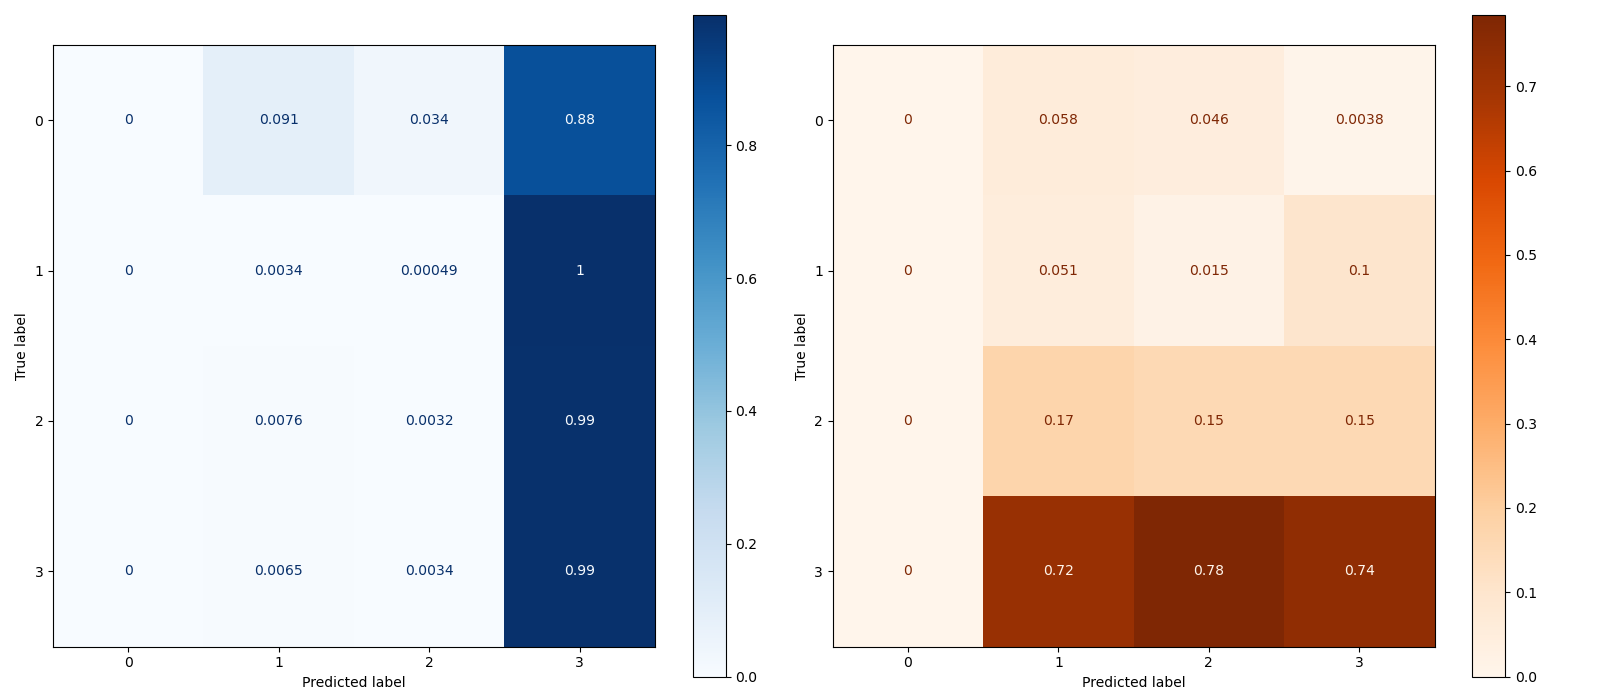 0 0.091 0.034 0.88
1 0 0.0034 0.00049 1
2 0 0.0076 0.0032 0.99
3 0 0.0065 0.0034 0.99
0
0 1 2 3
True label
Predicted label
0.8
0.6
0.4
0.2
0.0
0 0 0.058 0.046 0.0038
1 0 0.051 0.015 0.1
2 0 0.17 0.15 0.15
3 0 0.72 0.78 0.74
0 1 2 3
True label
Predicted label
0.7
0.6
0.5
0.4
0.3
0.2
0.1
0.0